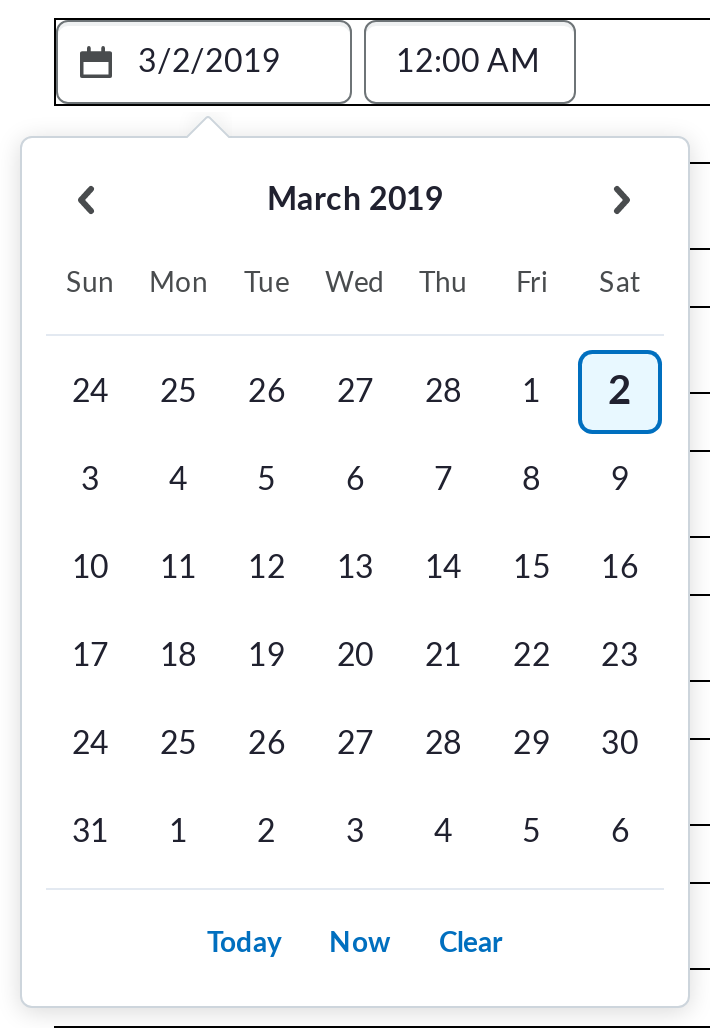 3/2/2019 12:00 AM
March 2019
Sun Mon Tue Wed Thu Fri Sat
24 25 26 27 28 1 2
3 4 5 6 7 8 9
10 11 12 13 14 15 16
17 18 19 20 21 22 23
24 25 26 27 28 29 30
31 1 2 3 4 5 6
Today Now Clear